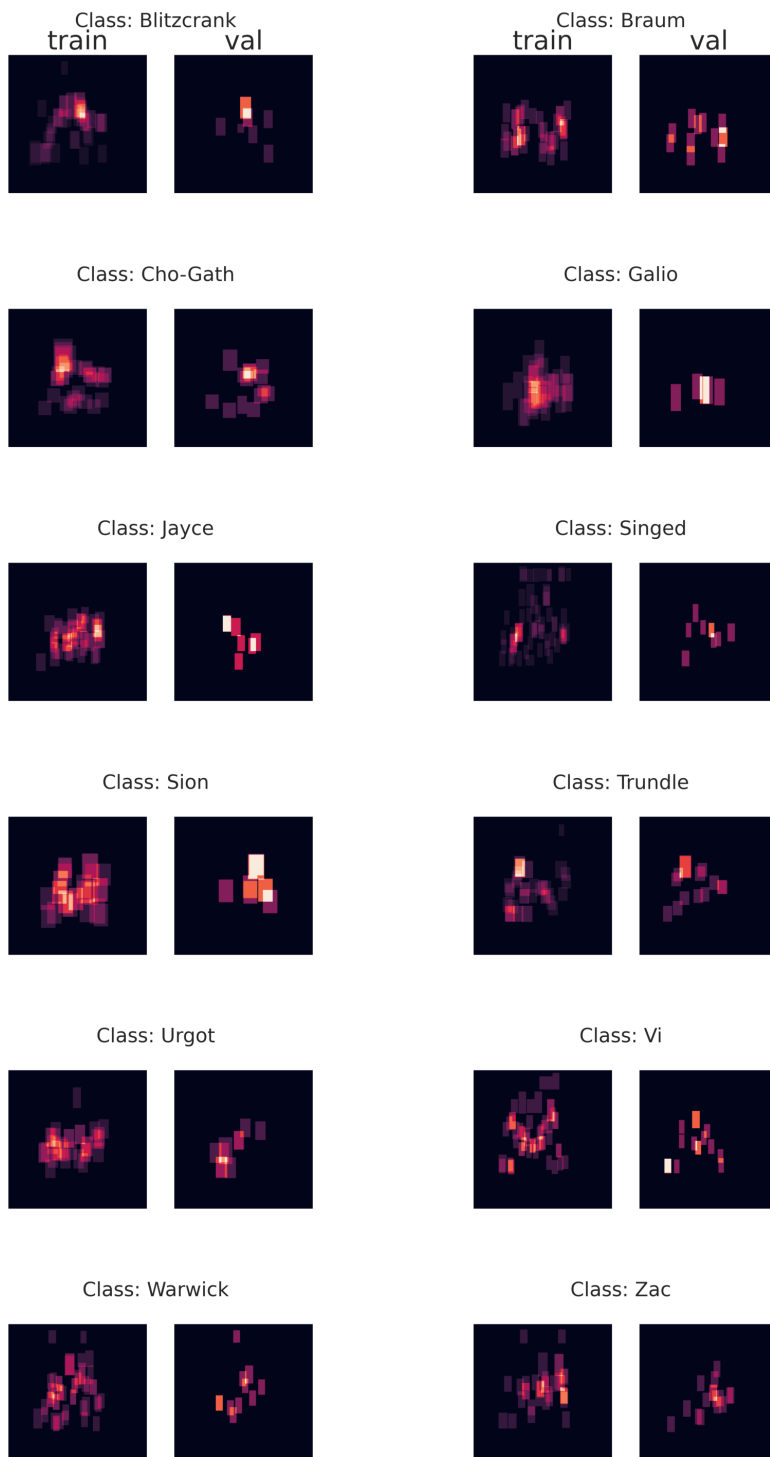 Class: Blitzcrank
train val
Class: Braum
train val
Class: Cho-Gath
Class: Galio
Class: Jayce
Class: Singed
Class: Sion
Class: Trundle
Class: Urgot
Class: Vi
Class: Warwick
Class: Zac